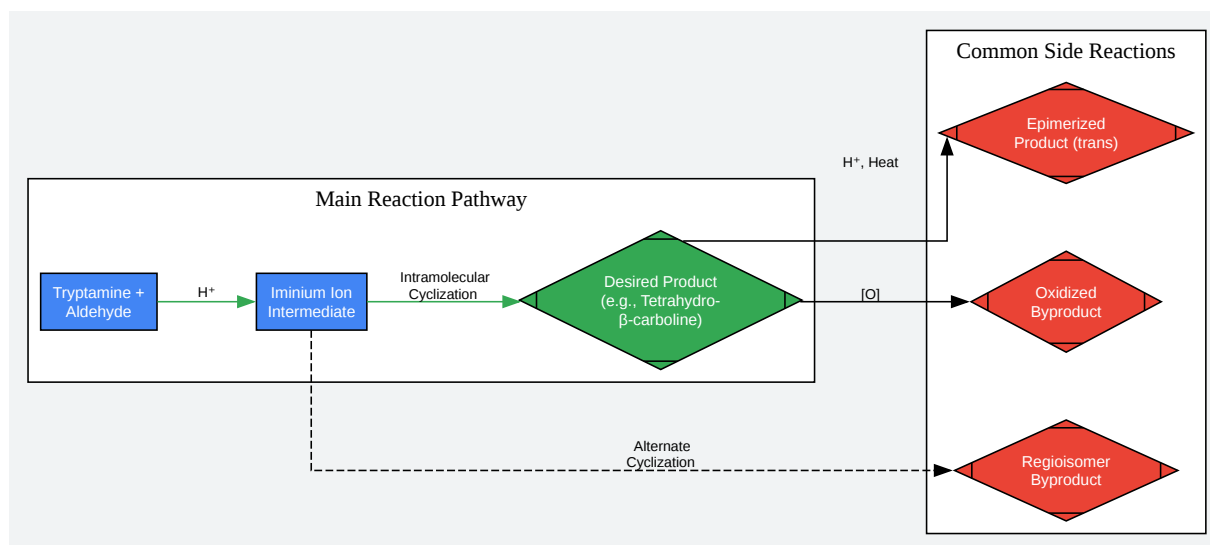 Common Side Reactions
Epimerized
Product (trans)
H⁺, Heat
Main Reaction Pathway
Tryptamine +
Aldehyde
H⁺
Iminium Ion
Intermediate
Intramolecular
Cyclization
Desired Product
(e.g., Tetrahydro-
β-carboline)
[O]
Oxidized
Byproduct
Alternate
Cyclization
Regioisomer
Byproduct